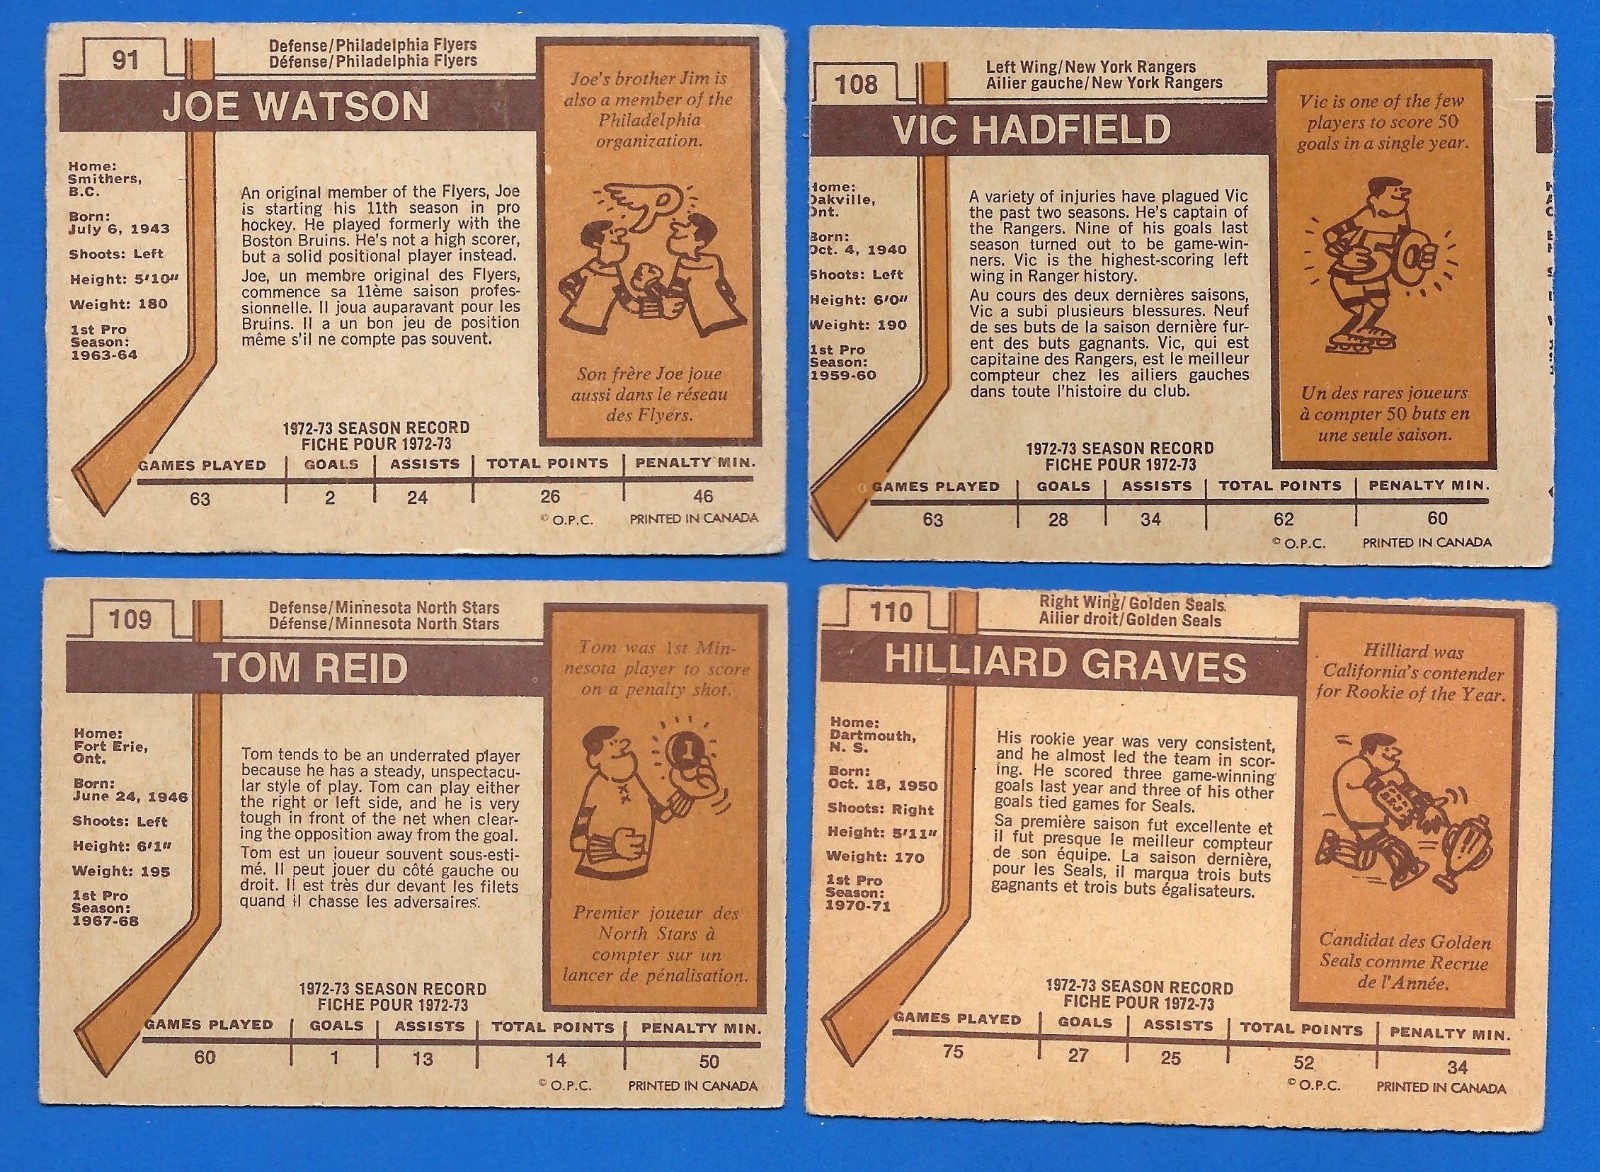 91
Defense/Philadelphia Flyers
Défense/Philadelphia Flyers
JOE WATSON
Home:
Smithers,
B.C.
Born:
July 6, 1943
Shoots: Left
Height: 5'10"
Weight: 180
1st Pro
Season:
1963-64
An original member of the Flyers, Joe
is starting his 11th season in pro
hockey. He played formerly with the
Boston Bruins. He's not a high scorer,
but a solid positional player instead.
Joe, un membre original des Flyers,
commence sa 11ème saison profes-
sionnelle. Il joua auparavant pour les
Bruins. Il a un bon jeu de position
même s'il ne compte pas souvent.
Joe's brother Jim is
also a member of the
Philadelphia
organization.
Son frère Joe joue
aussi dans le réseau
des Flyers.
1972-73 SEASON RECORD
FICHE POUR 1972-73
GAMES PLAYED GOALS ASSISTS TOTAL POINTS PENALTY MIN.
63 2 24 26 46
© O.P.C. PRINTED IN CANADA
108
Left Wing/New York Rangers
Ailier gauche/New York Rangers
VIC HADFIELD
Home:
Oakville,
Ont.
Born:
Oct. 4, 1940
Shoots: Left
Height: 6'0"
Weight: 190
1st Pro
Season:
1959-60
A variety of injuries have plagued Vic
the past two seasons. He's captain of
the Rangers. Nine of his goals last
season turned out to be game-win-
ners. Vic is the highest-scoring left
wing in Ranger history.
Au cours des deux dernières saisons,
Vic a subi plusieurs blessures. Neuf
de ses buts de la saison dernière fur-
ent des buts gagnants. Vic, qui est
capitaine des Rangers, est le meilleur
compteur chez les ailiers gauches
dans toute l'histoire du club.
Vic is one of the few
players to score 50
goals in a single year.
Un des rares joueurs
à compter 50 buts en
une seule saison.
1972-73 SEASON RECORD
FICHE POUR 1972-73
GAMES PLAYED GOALS ASSISTS TOTAL POINTS PENALTY MIN.
63 28 34 62 60
© O.P.C. PRINTED IN CANADA
109
Defense/Minnesota North Stars
Défense/Minnesota North Stars
TOM REID
Home:
Fort Erie,
Ont.
Born:
June 24, 1946
Shoots: Left
Height: 6'1"
Weight: 195
1st Pro
Season:
1967-68
Tom tends to be an underrated player
because he has a steady, unspectacu-
lar style of play. Tom can play either
the right or left side, and he is very
tough in front of the net when clear-
ing the opposition away from the goal.
Tom est un joueur souvent sous-esti-
mé. Il peut jouer du côté gauche ou
droit. Il est très dur devant les filets
quand il chasse les adversaires.
Tom was 1st Min-
nesota player to score
on a penalty shot.
1
Premier joueur des
North Stars à
compter sur un
lancer de pénalisation.
1972-73 SEASON RECORD
FICHE POUR 1972-73
GAMES PLAYED GOALS ASSISTS TOTAL POINTS PENALTY MIN.
60 1 13 14 50
© O.P.C. PRINTED IN CANADA
110
Right Wing/Golden Seals
Ailier droit/Golden Seals
HILLIARD GRAVES
Home:
Dartmouth,
N. S.
Born:
Oct. 18, 1950
Shoots: Right
Height: 5'11"
Weight: 170
1st Pro
Season:
1970-71
His rookie year was very consistent,
and he almost led the team in scor-
ing. He scored three game-winning
goals last year and three of his other
goals tied games for Seals.
Sa première saison fut excellente et
il fut presque le meilleur compteur
de son équipe. La saison dernière,
pour les Seals, il marqua trois buts
gagnants et trois buts égalisateurs.
Hilliard was
California's contender
for Rookie of the Year.
Candidat des Golden
Seals comme Recrue
de l'Année.
1972-73 SEASON RECORD
FICHE POUR 1972-73
GAMES PLAYED GOALS ASSISTS TOTAL POINTS PENALTY MIN.
75 27 25 52 34
© O.P.C. PRINTED IN CANADA